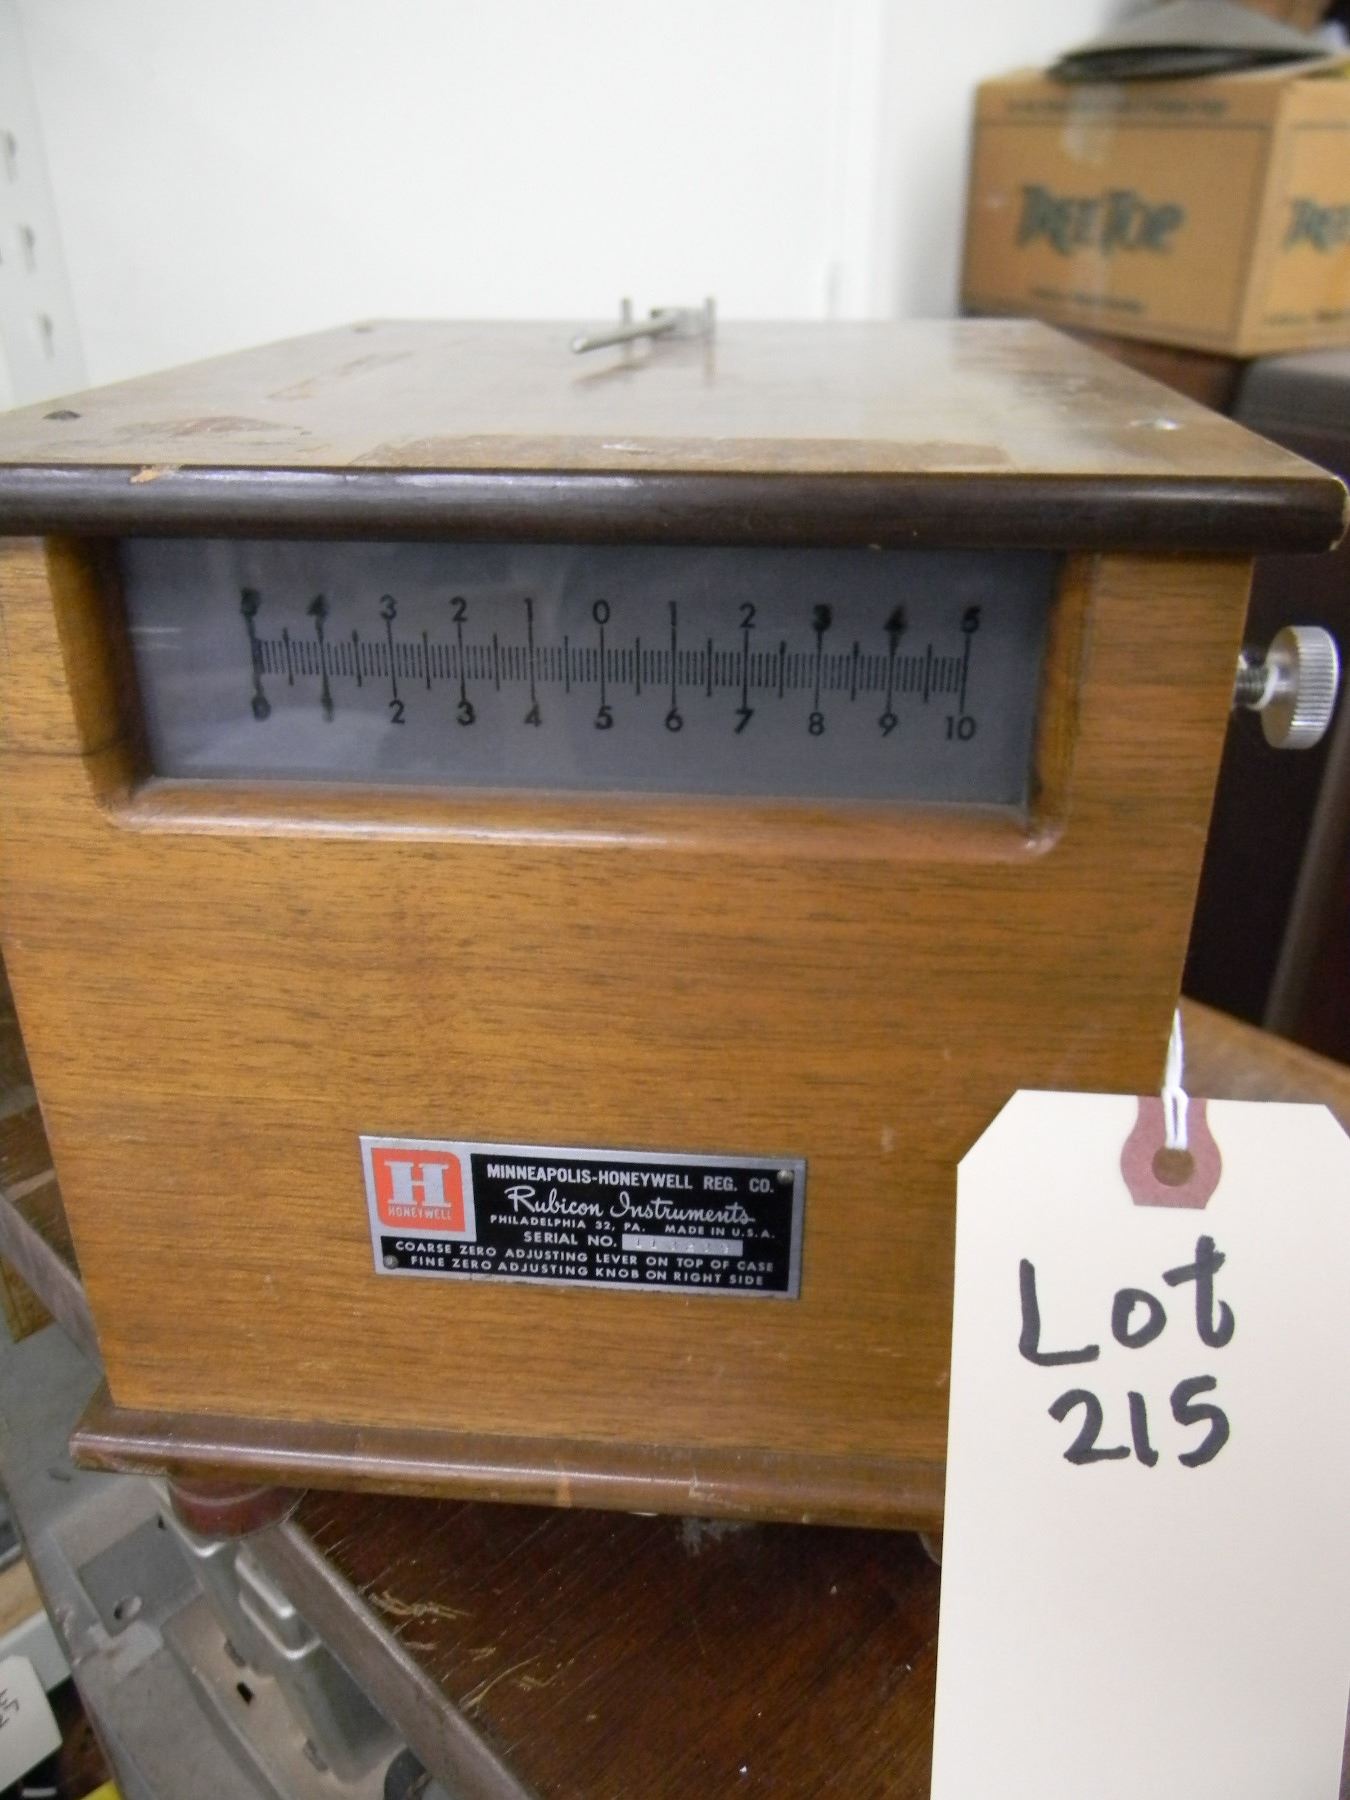 TREE TOP
5 4 3 2 1 0 1 2 3 4 5
0 1 2 3 4 5 6 7 8 9 10
H
HONEYWELL
MINNEAPOLIS-HONEYWELL REG. CO.
Rubicon Instruments
PHILADELPHIA 32, PA. MADE IN U.S.A.
SERIAL NO.
COARSE ZERO ADJUSTING LEVER ON TOP OF CASE
FINE ZERO ADJUSTING KNOB ON RIGHT SIDE
Lot
215